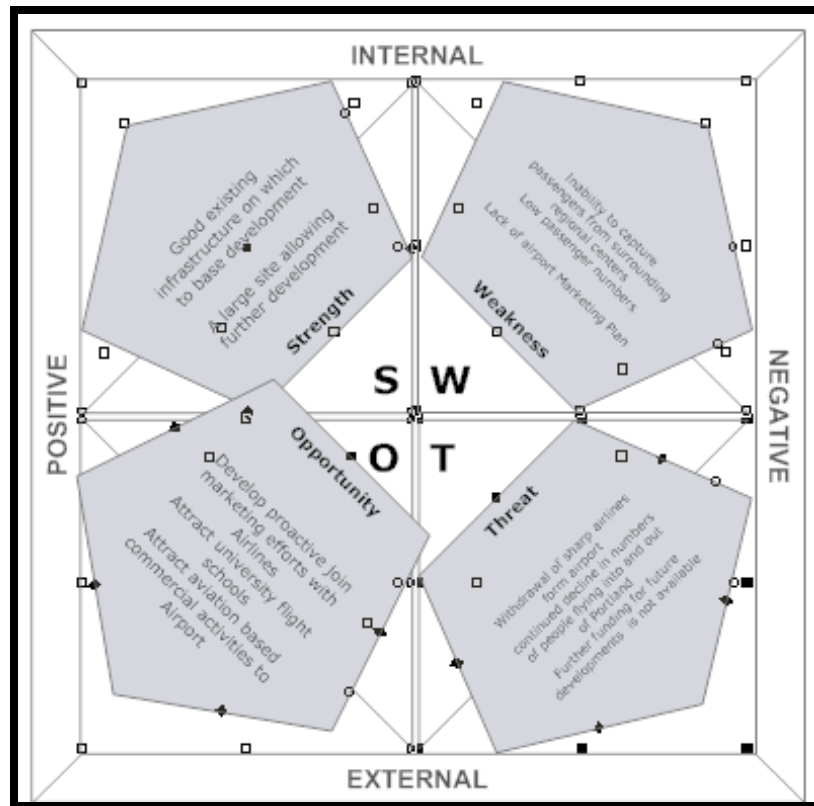 INTERNAL
Good existing
infrastructure on which
to base development
A large site allowing
further development
Strength
Inability to capture
passengers from surrounding
regional centers
Low passenger numbers
Lack of airport Marketing Plan
Weakness
S W
POSITIVE
NEGATIVE
O T
Opportunity
Develop proactive join
marketing efforts with
Airlines
Attract university flight
schools
Attract aviation based
commercial activities to
Airport
Threat
Withdrawal of sharp airlines
form airport
continued decline in numbers
of people flying into and out
of Portland
Further funding for future
developments is not available
EXTERNAL